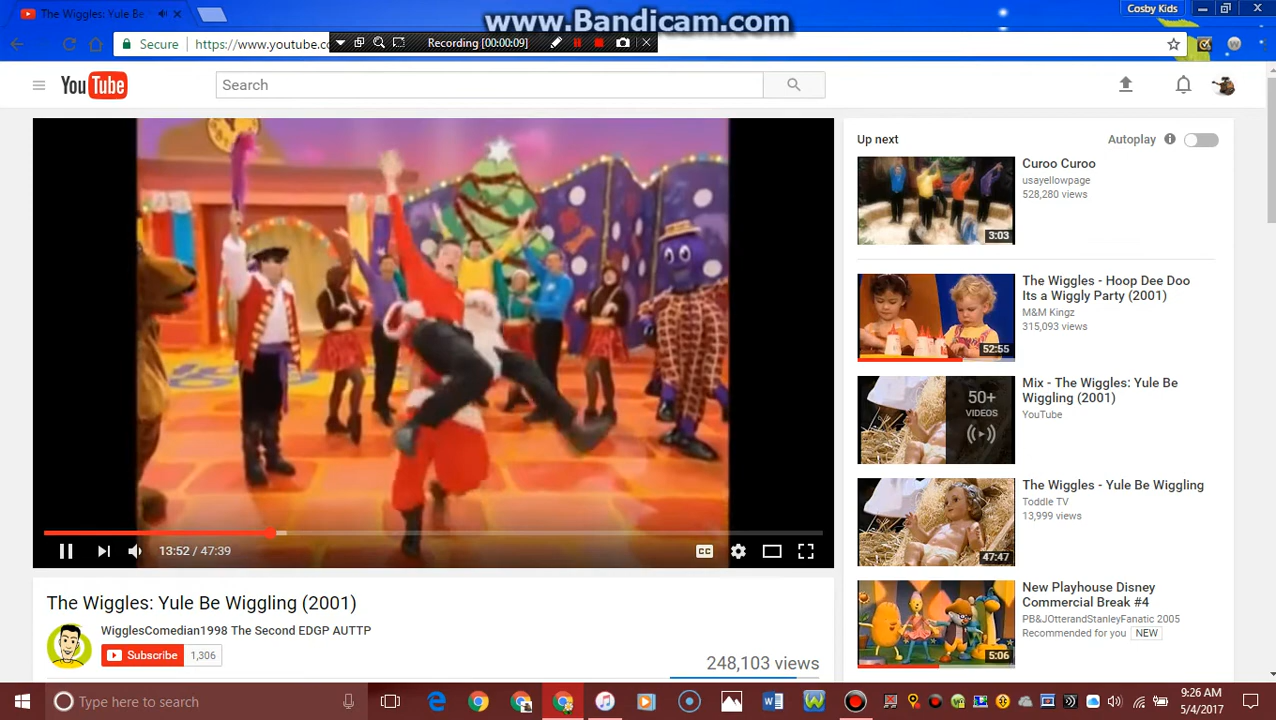 www.Bandicam.com
Cosby Kids
The Wiggles: Yule Be
Secure
https://www.youtube.co
Recording [00:00:09]
YouTube
Search
Up next
Autoplay
Curoo Curoo
usayellowpage
528,280 views
3:03
The Wiggles - Hoop Dee Doo
Its a Wiggly Party (2001)
M&M Kingz
315,093 views
52:55
Mix - The Wiggles: Yule Be
Wiggling (2001)
YouTube
50+
VIDEOS
The Wiggles - Yule Be Wiggling
Toddle TV
13,999 views
47:47
New Playhouse Disney
Commercial Break #4
PB&JOtterandStanleyFanatic 2005
Recommended for you NEW
5:06
13:52 / 47:39
CC
The Wiggles: Yule Be Wiggling (2001)
WigglesComedian1998 The Second EDGP AUTTP
Subscribe 1,306
248,103 views
Type here to search
9:26 AM
5/4/2017